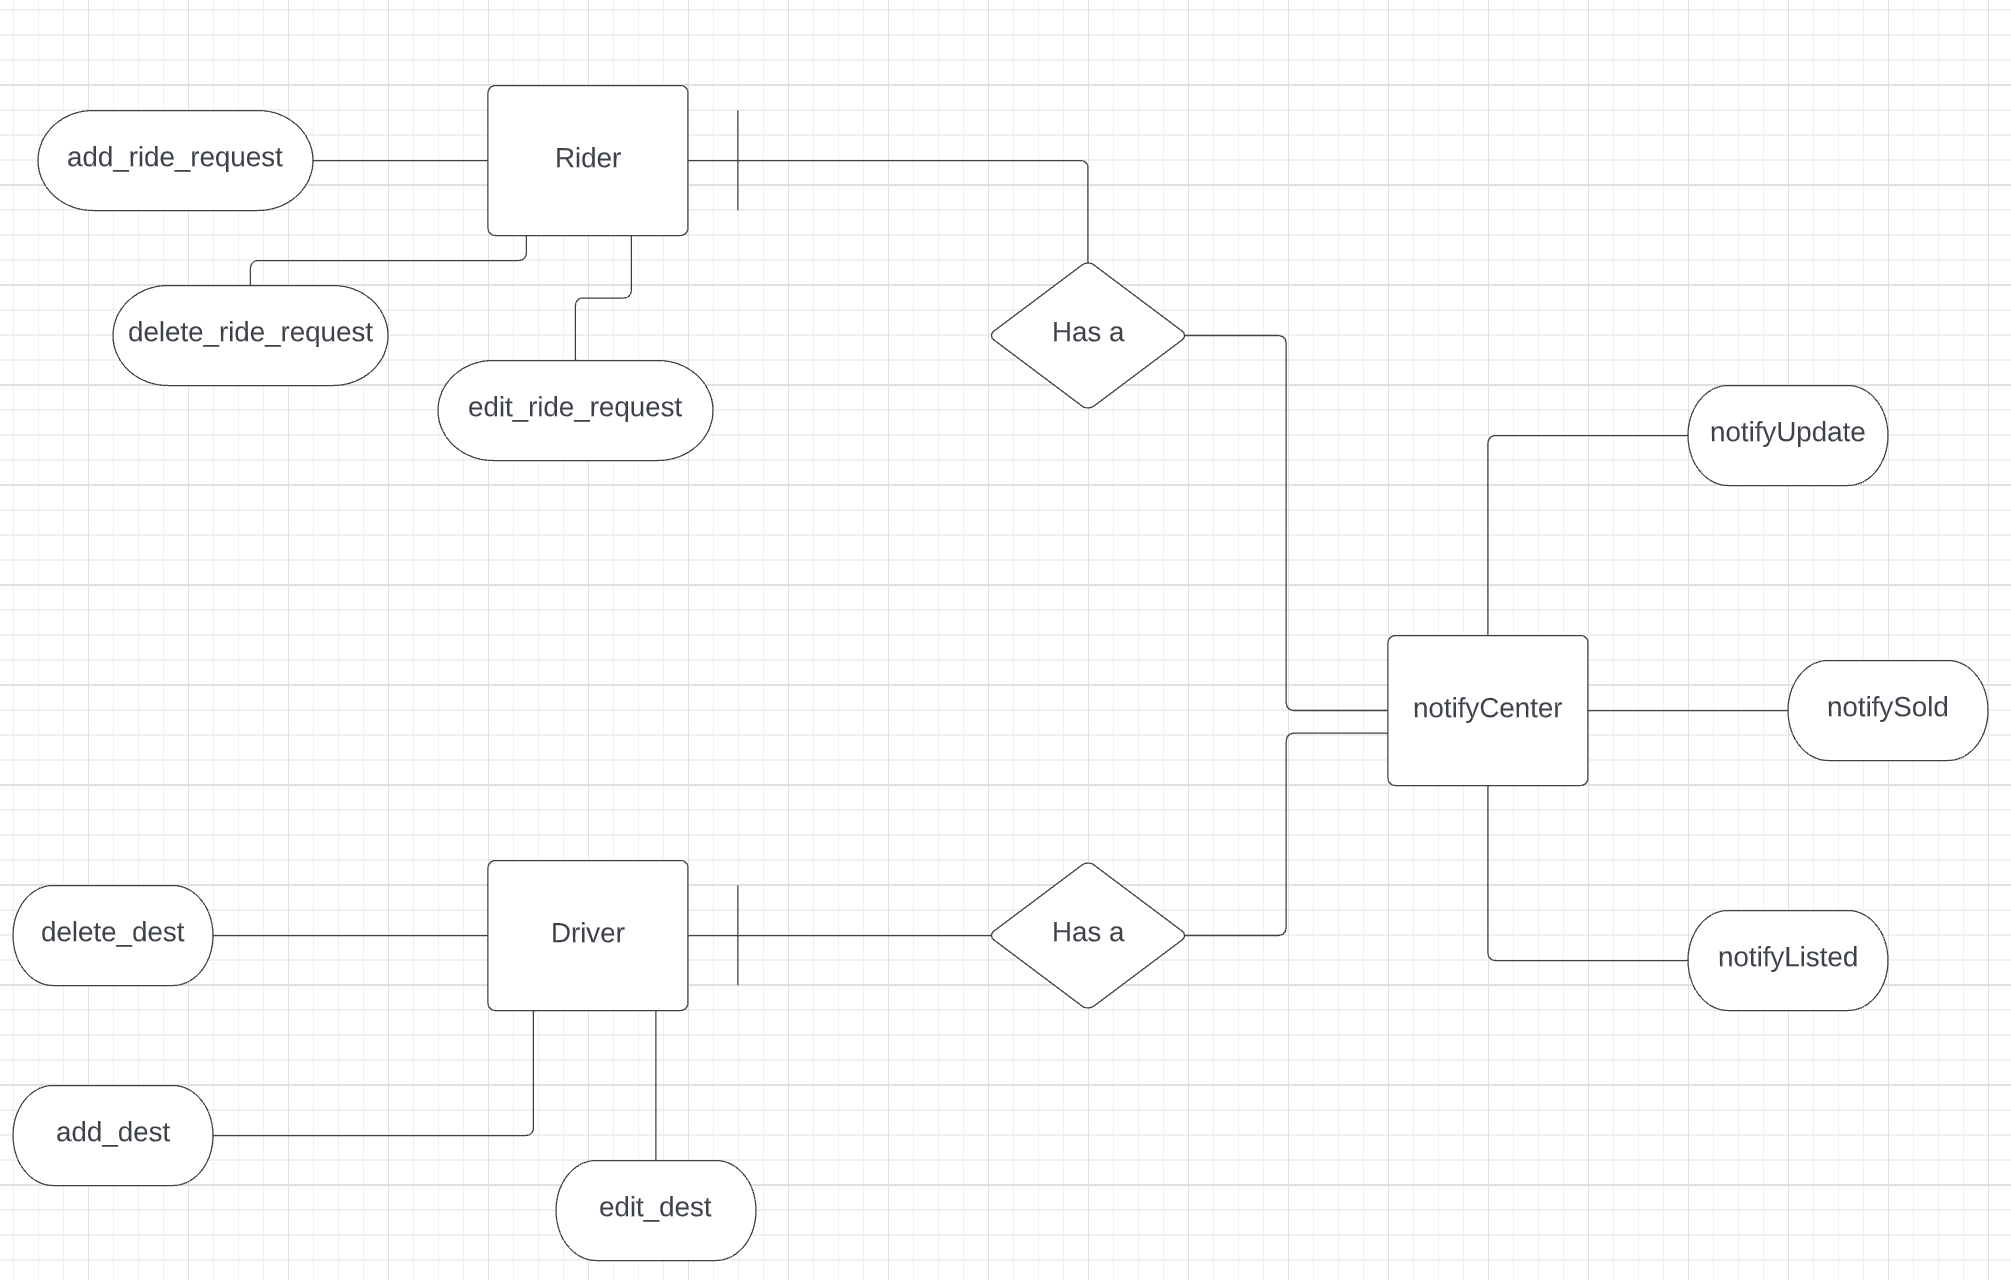 Rider
add_ride_request
delete_ride_request
edit_ride_request
Has a
notifyUpdate
notifyCenter
notifySold
Driver
Has a
delete_dest
notifyListed
add_dest
edit_dest